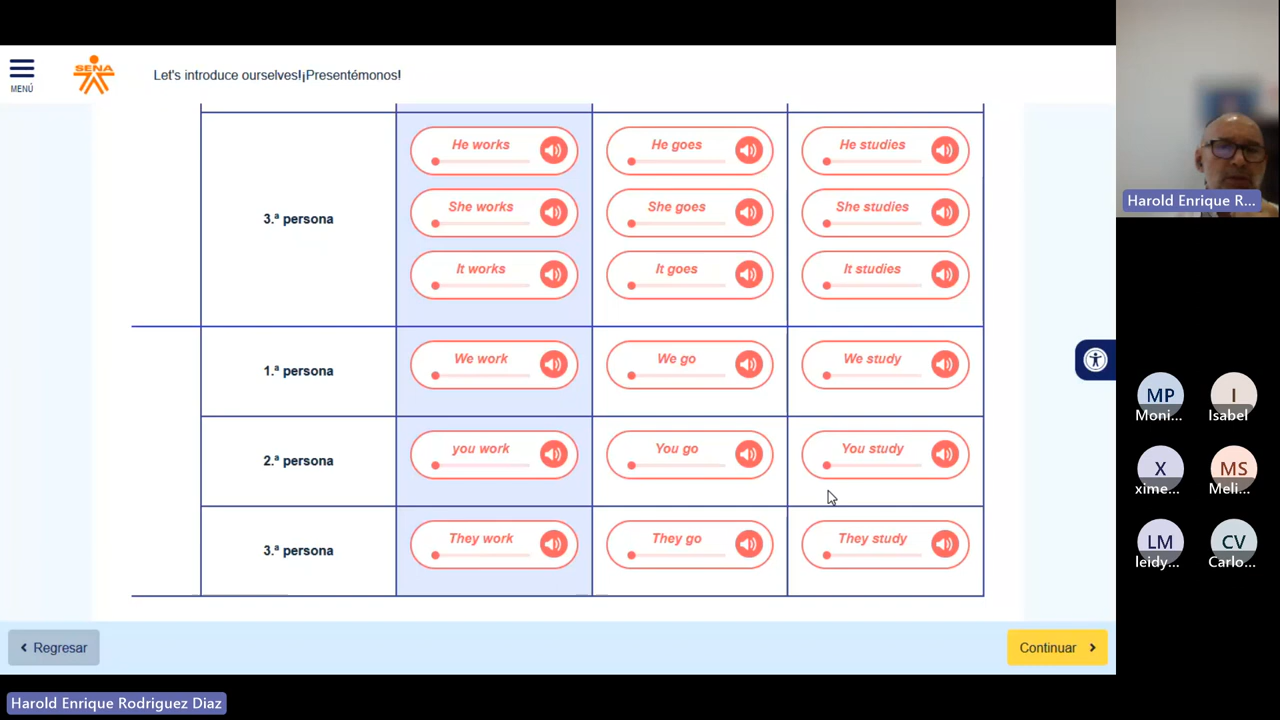 MENÚ
SENA
Let's introduce ourselves!¡Presentémonos!
3.ª persona
He works
He goes
He studies
She works
She goes
She studies
It works
It goes
It studies
1.ª persona
We work
We go
We study
2.ª persona
you work
You go
You study
3.ª persona
They work
They go
They study
Regresar
Continuar
Harold Enrique Rodriguez Diaz
Harold Enrique R...
MP
Moni...
I
Isabel
X
xime...
MS
Meli...
LM
leidy...
CV
Carlo...